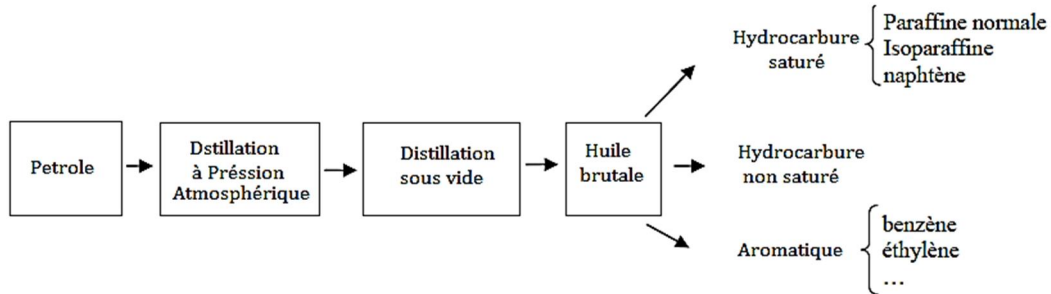 Petrole
Dstillation
à Préssion
Atmosphérique
Distillation
sous vide
Huile
brutale
Hydrocarbure
saturé
Paraffine normale
Isoparaffine
naphtène
Hydrocarbure
non saturé
Aromatique
benzène
éthylène
…